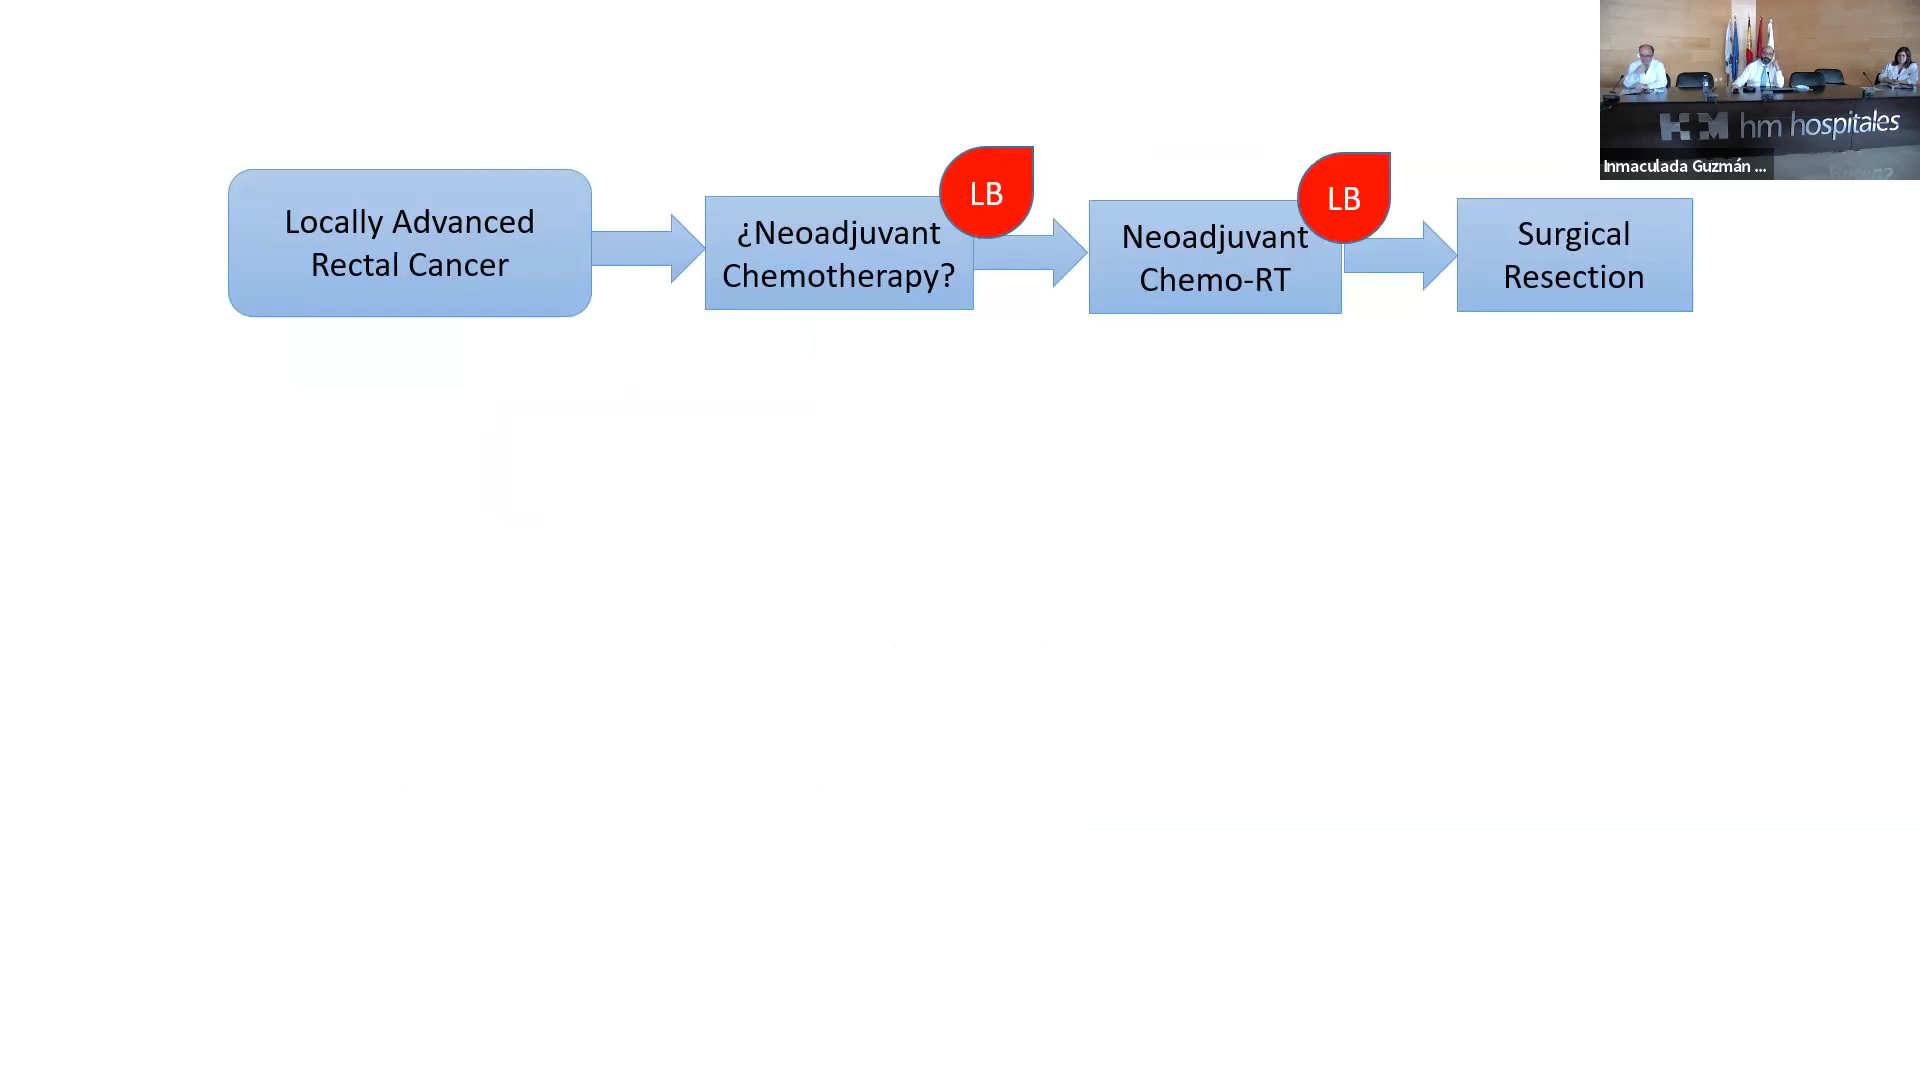 Locally Advanced
Rectal Cancer
¿Neoadjuvant
Chemotherapy?
LB
Neoadjuvant
Chemo-RT
LB
Surgical
Resection
hm hospitales
Inmaculada Guzmán ...